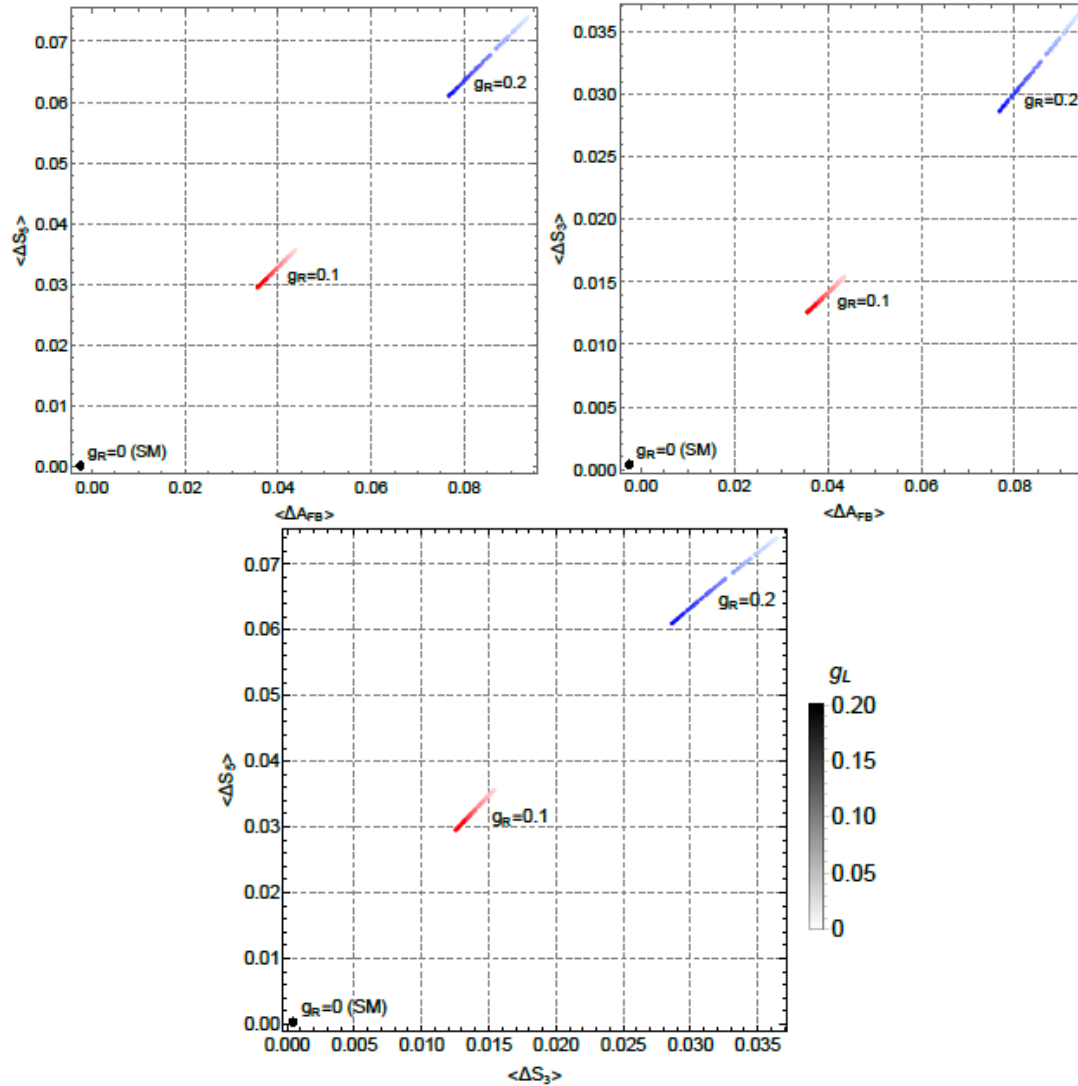 0.07
0.06
0.05
0.04
0.03
0.02
0.01
0.00
<ΔS₅>
gR=0.2
gR=0.1
gR=0 (SM)
0.00 0.02 0.04 0.06 0.08
<ΔAFB>
0.035
0.030
0.025
0.020
0.015
0.010
0.005
0.000
<ΔS₃>
gR=0.2
gR=0.1
gR=0 (SM)
0.00 0.02 0.04 0.06 0.08
<ΔAFB>
0.07
0.06
0.05
0.04
0.03
0.02
0.01
0.00
<ΔS₅>
gR=0.2
gR=0.1
gR=0 (SM)
0.000 0.005 0.010 0.015 0.020 0.025 0.030 0.035
<ΔS₃>
gL
0.20
0.15
0.10
0.05
0